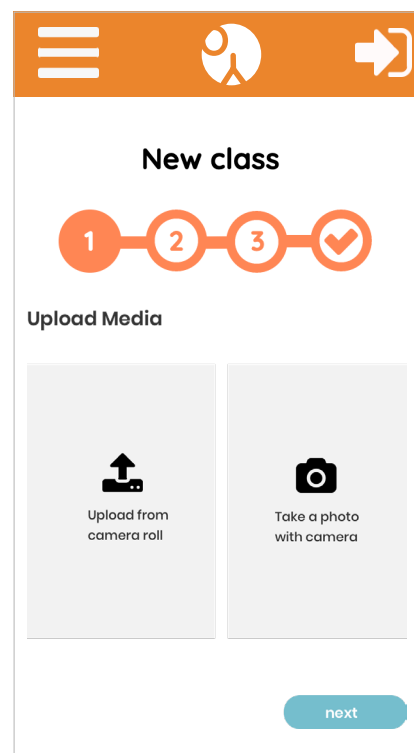 New class
1 2 3
Upload Media
Upload from
camera roll
Take a photo
with camera
next